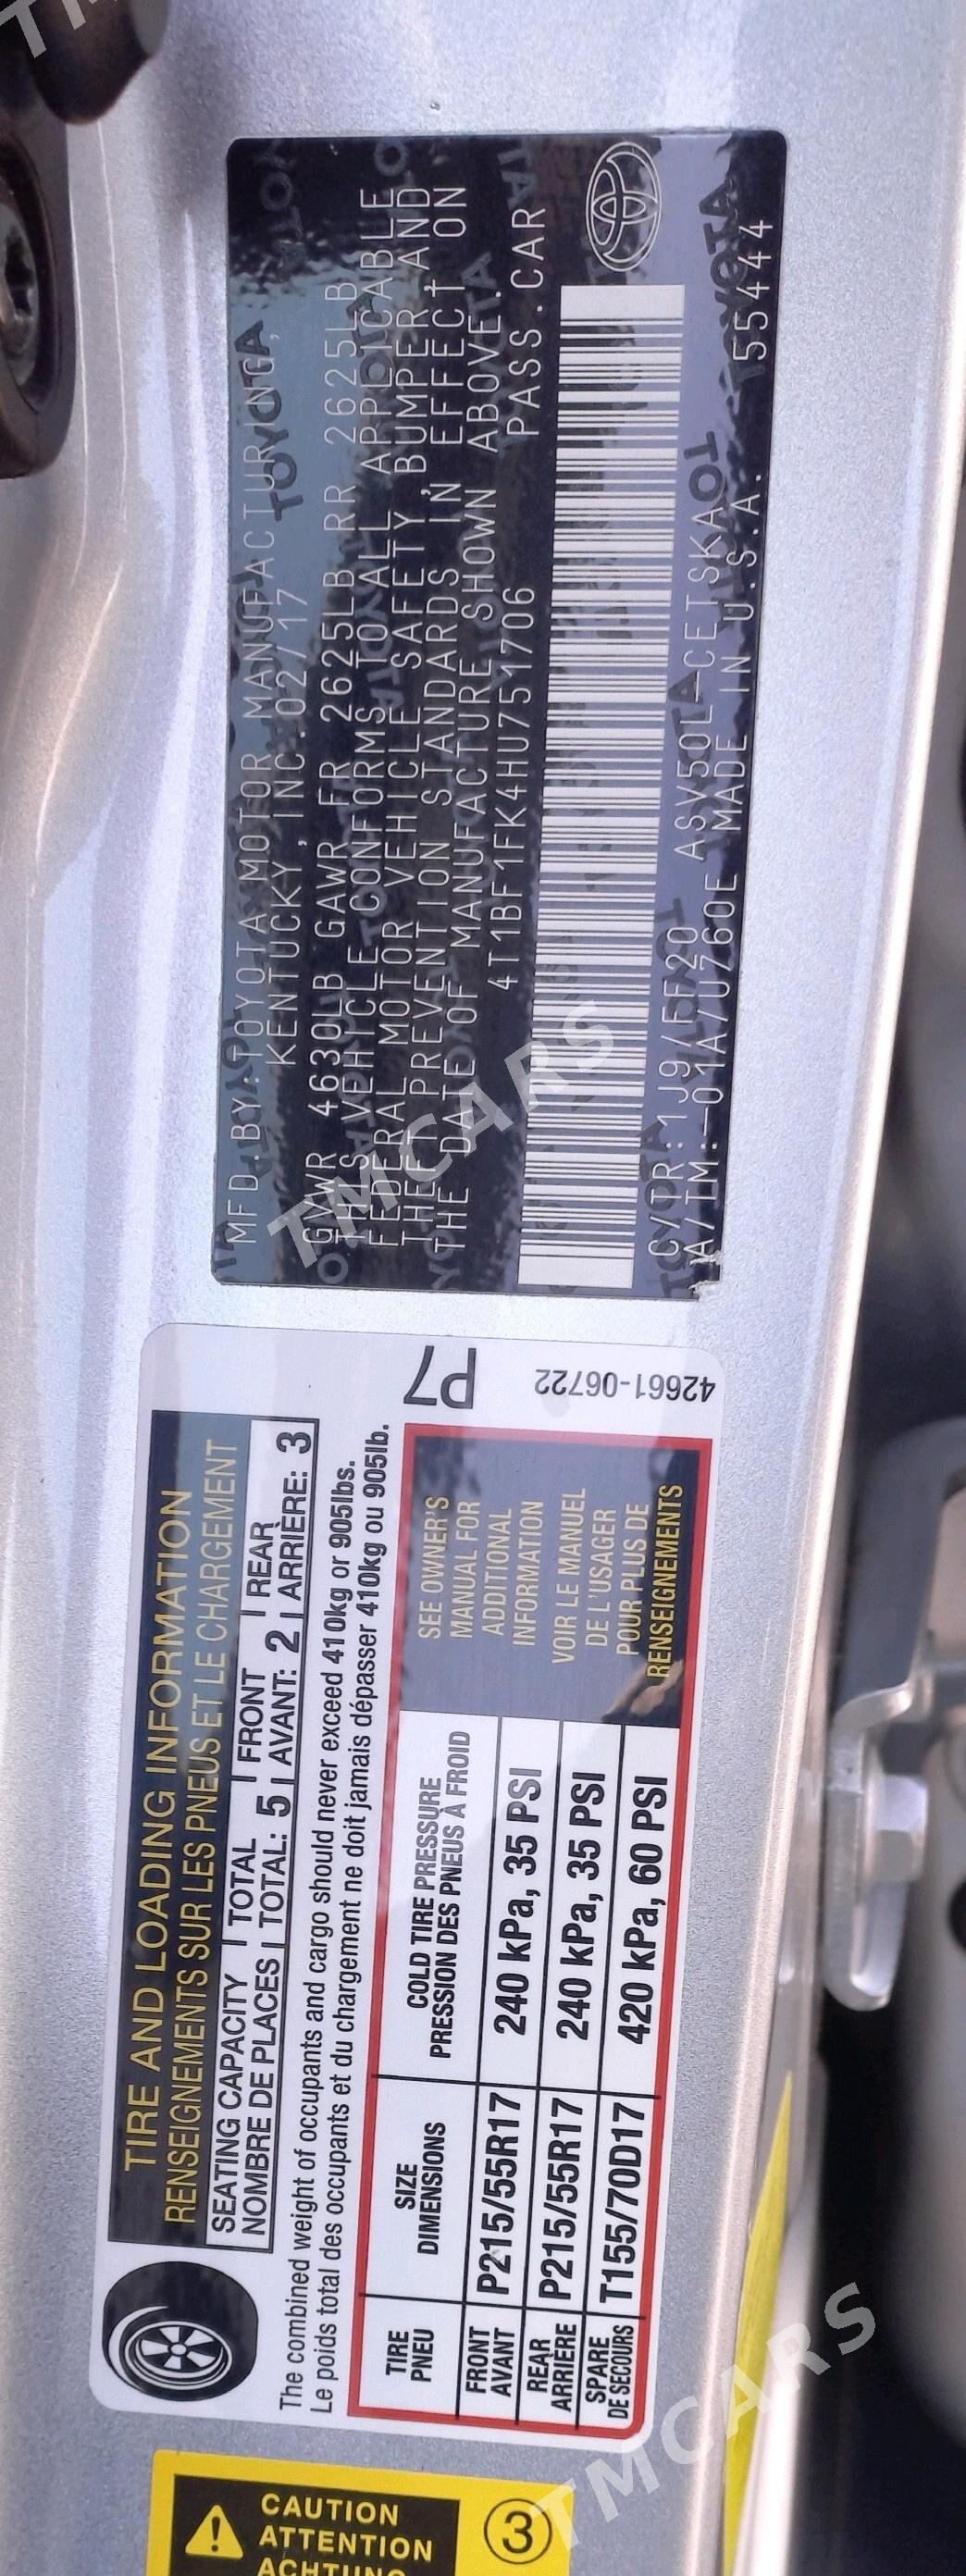 MFD.BY:TOYOTA MOTOR MANUFACTURING,
KENTUCKY,INC.02/17
GVWR 4630LB GAWR FR 2625LB RR 2625LB
THIS VEHICLE CONFORMS TO ALL APPLICABLE
FEDERAL MOTOR VEHICLE SAFETY, BUMPER, AND
THEFT PREVENTION STANDARDS IN EFFECT ON
THE DATE OF MANUFACTURE SHOWN ABOVE.
4T1BF1FK4HU751706 PASS.CAR
C/TR:1J9/FF20 ASV50L-CETSKA
A/TM:-01A/U760E MADE IN U.S.A. 55444
TOYOTA
P7
42661-06722
TIRE AND LOADING INFORMATION
RENSEIGNEMENTS SUR LES PNEUS ET LE CHARGEMENT
SEATING CAPACITY TOTAL FRONT REAR
NOMBRE DE PLACES TOTAL: 5 AVANT: 2 ARRIÈRE: 3
The combined weight of occupants and cargo should never exceed 410kg or 905lbs.
Le poids total des occupants et du chargement ne doit jamais dépasser 410kg ou 905lb.
TIRE SIZE COLD TIRE PRESSURE
PNEU DIMENSIONS PRESSION DES PNEUS À FROID
FRONT
AVANT P215/55R17 240 kPa, 35 PSI
REAR
ARRIERE P215/55R17 240 kPa, 35 PSI
SPARE
DE SECOURS T155/70D17 420 kPa, 60 PSI
SEE OWNER'S
MANUAL FOR
ADDITIONAL
INFORMATION
VOIR LE MANUEL
DE L'USAGER
POUR PLUS DE
RENSEIGNEMENTS
CAUTION
ATTENTION
ACHTUNG
3
TMCARS
TMCARS